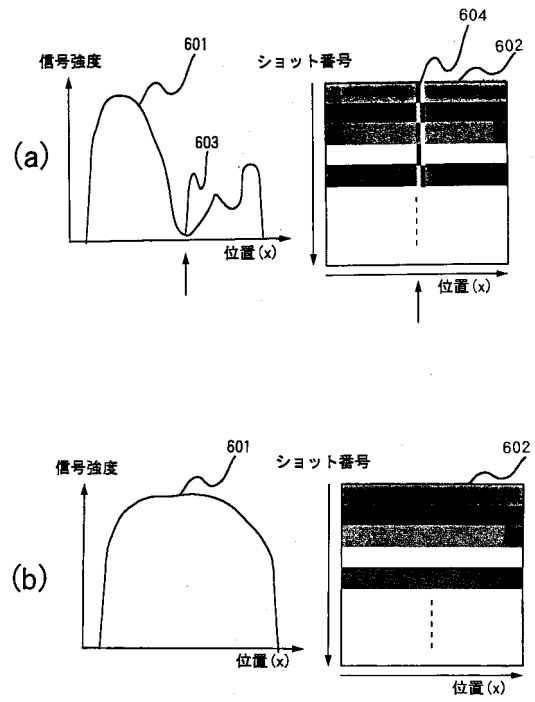 (a)
信号強度
601
603
位置(x)
ショット番号
604
602
位置(x)
(b)
信号強度
601
位置(x)
ショット番号
602
位置(x)